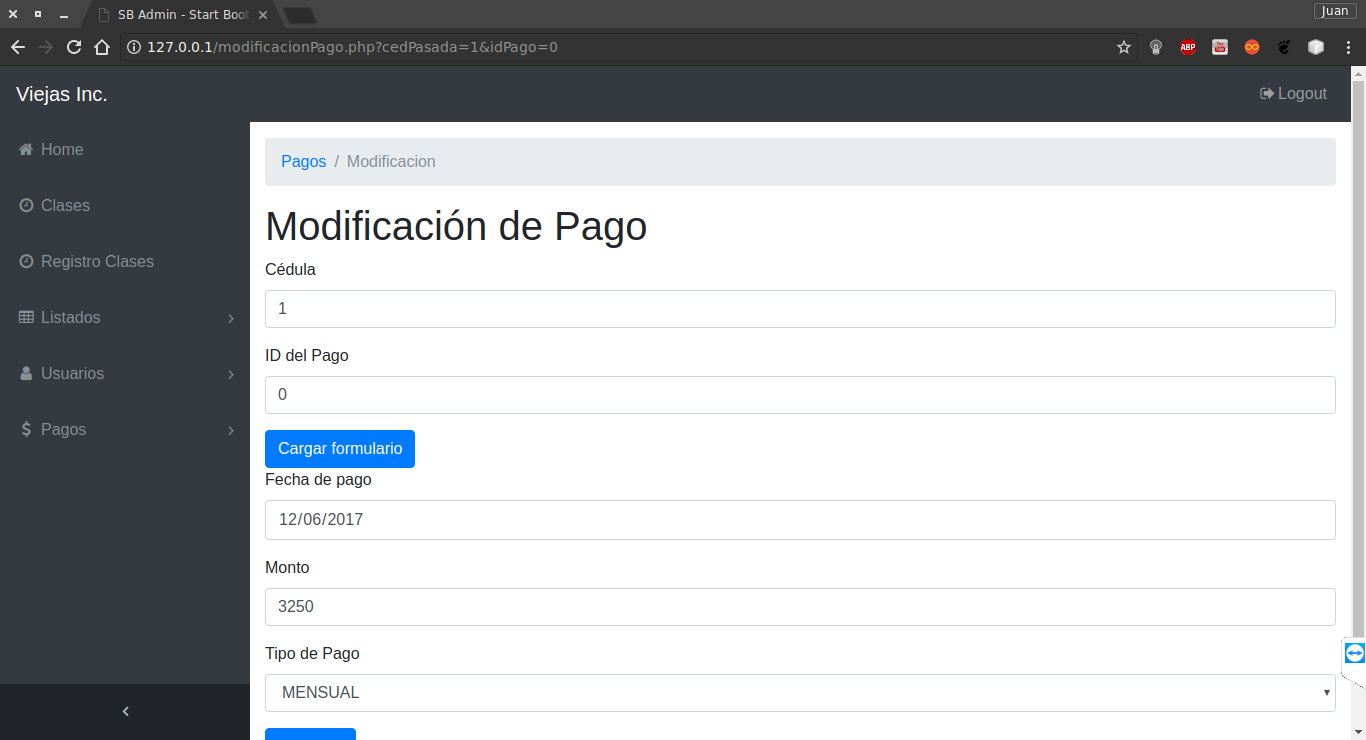 SB Admin - Start Boot
Juan
127.0.0.1/modificacionPago.php?cedPasada=1&idPago=0
ABP
Viejas Inc.
Logout
Home
Clases
Registro Clases
Listados
Usuarios
Pagos
Pagos / Modificacion
Modificación de Pago
Cédula
1
ID del Pago
0
Cargar formulario
Fecha de pago
12/06/2017
Monto
3250
Tipo de Pago
MENSUAL